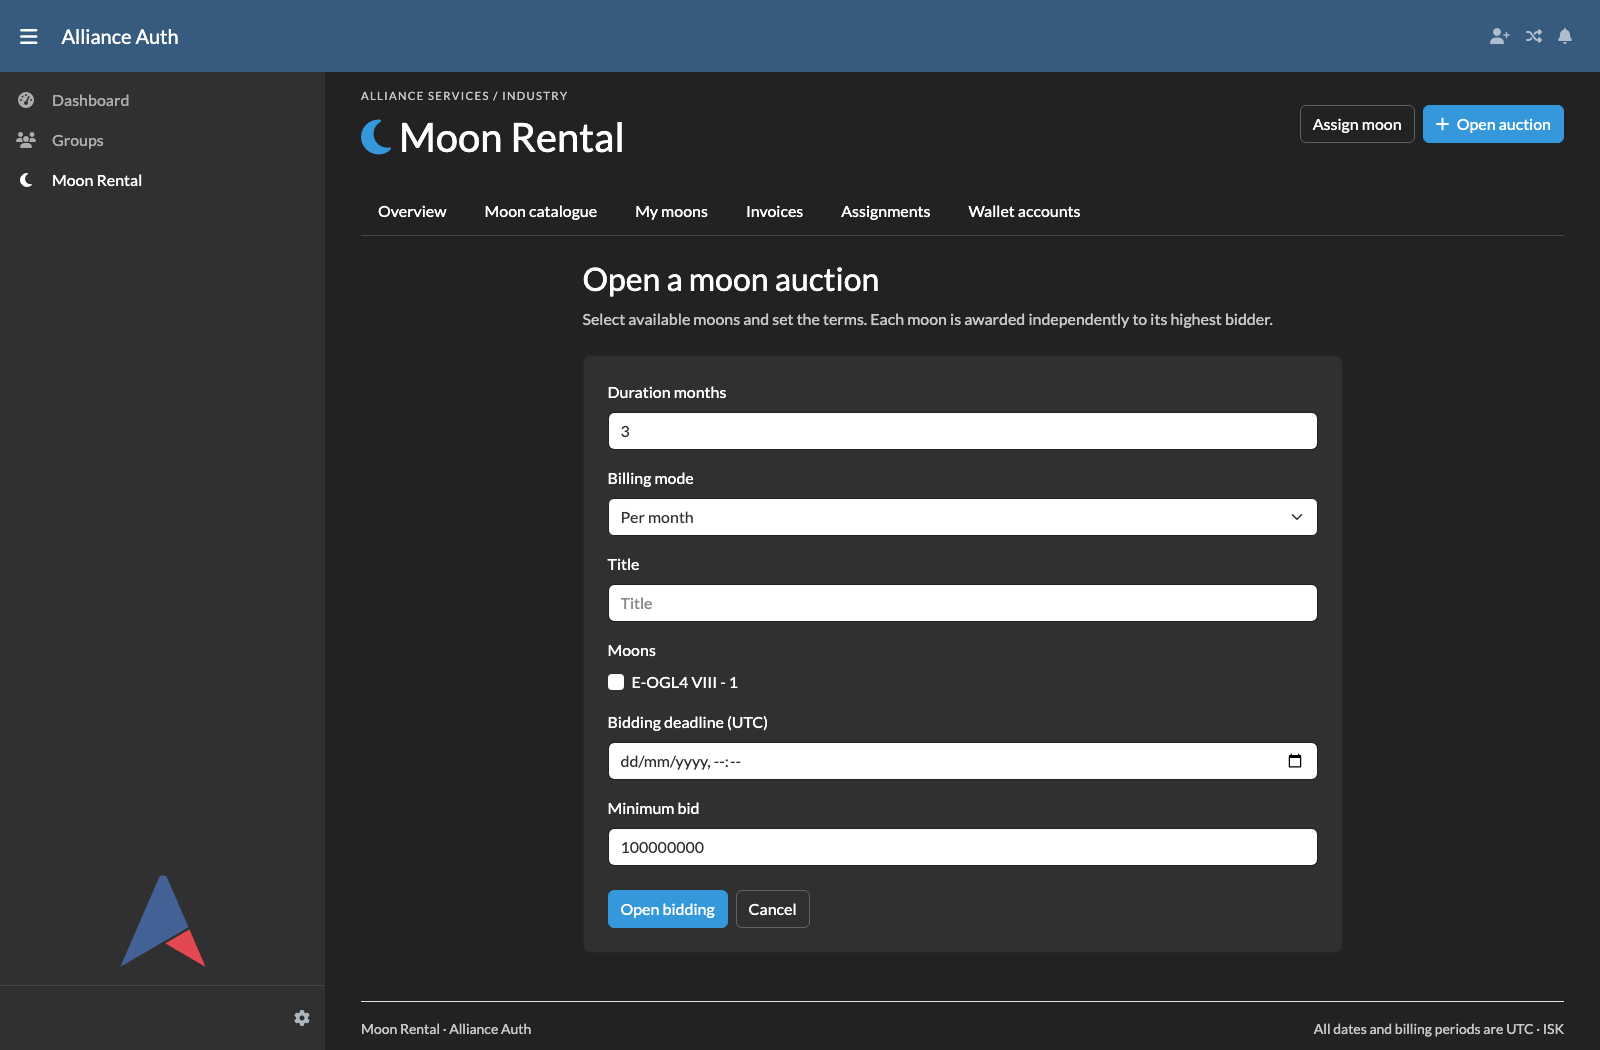 Alliance Auth
Dashboard
Groups
Moon Rental
ALLIANCE SERVICES / INDUSTRY
Moon Rental
Assign moon
Open auction
Overview
Moon catalogue
My moons
Invoices
Assignments
Wallet accounts
Open a moon auction
Select available moons and set the terms. Each moon is awarded independently to its highest bidder.
Duration months
3
Billing mode
Per month
Title
Title
Moons
E-OGL4 VIII - 1
Bidding deadline (UTC)
dd/mm/yyyy, --:--
Minimum bid
100000000
Open bidding
Cancel
Moon Rental · Alliance Auth
All dates and billing periods are UTC · ISK